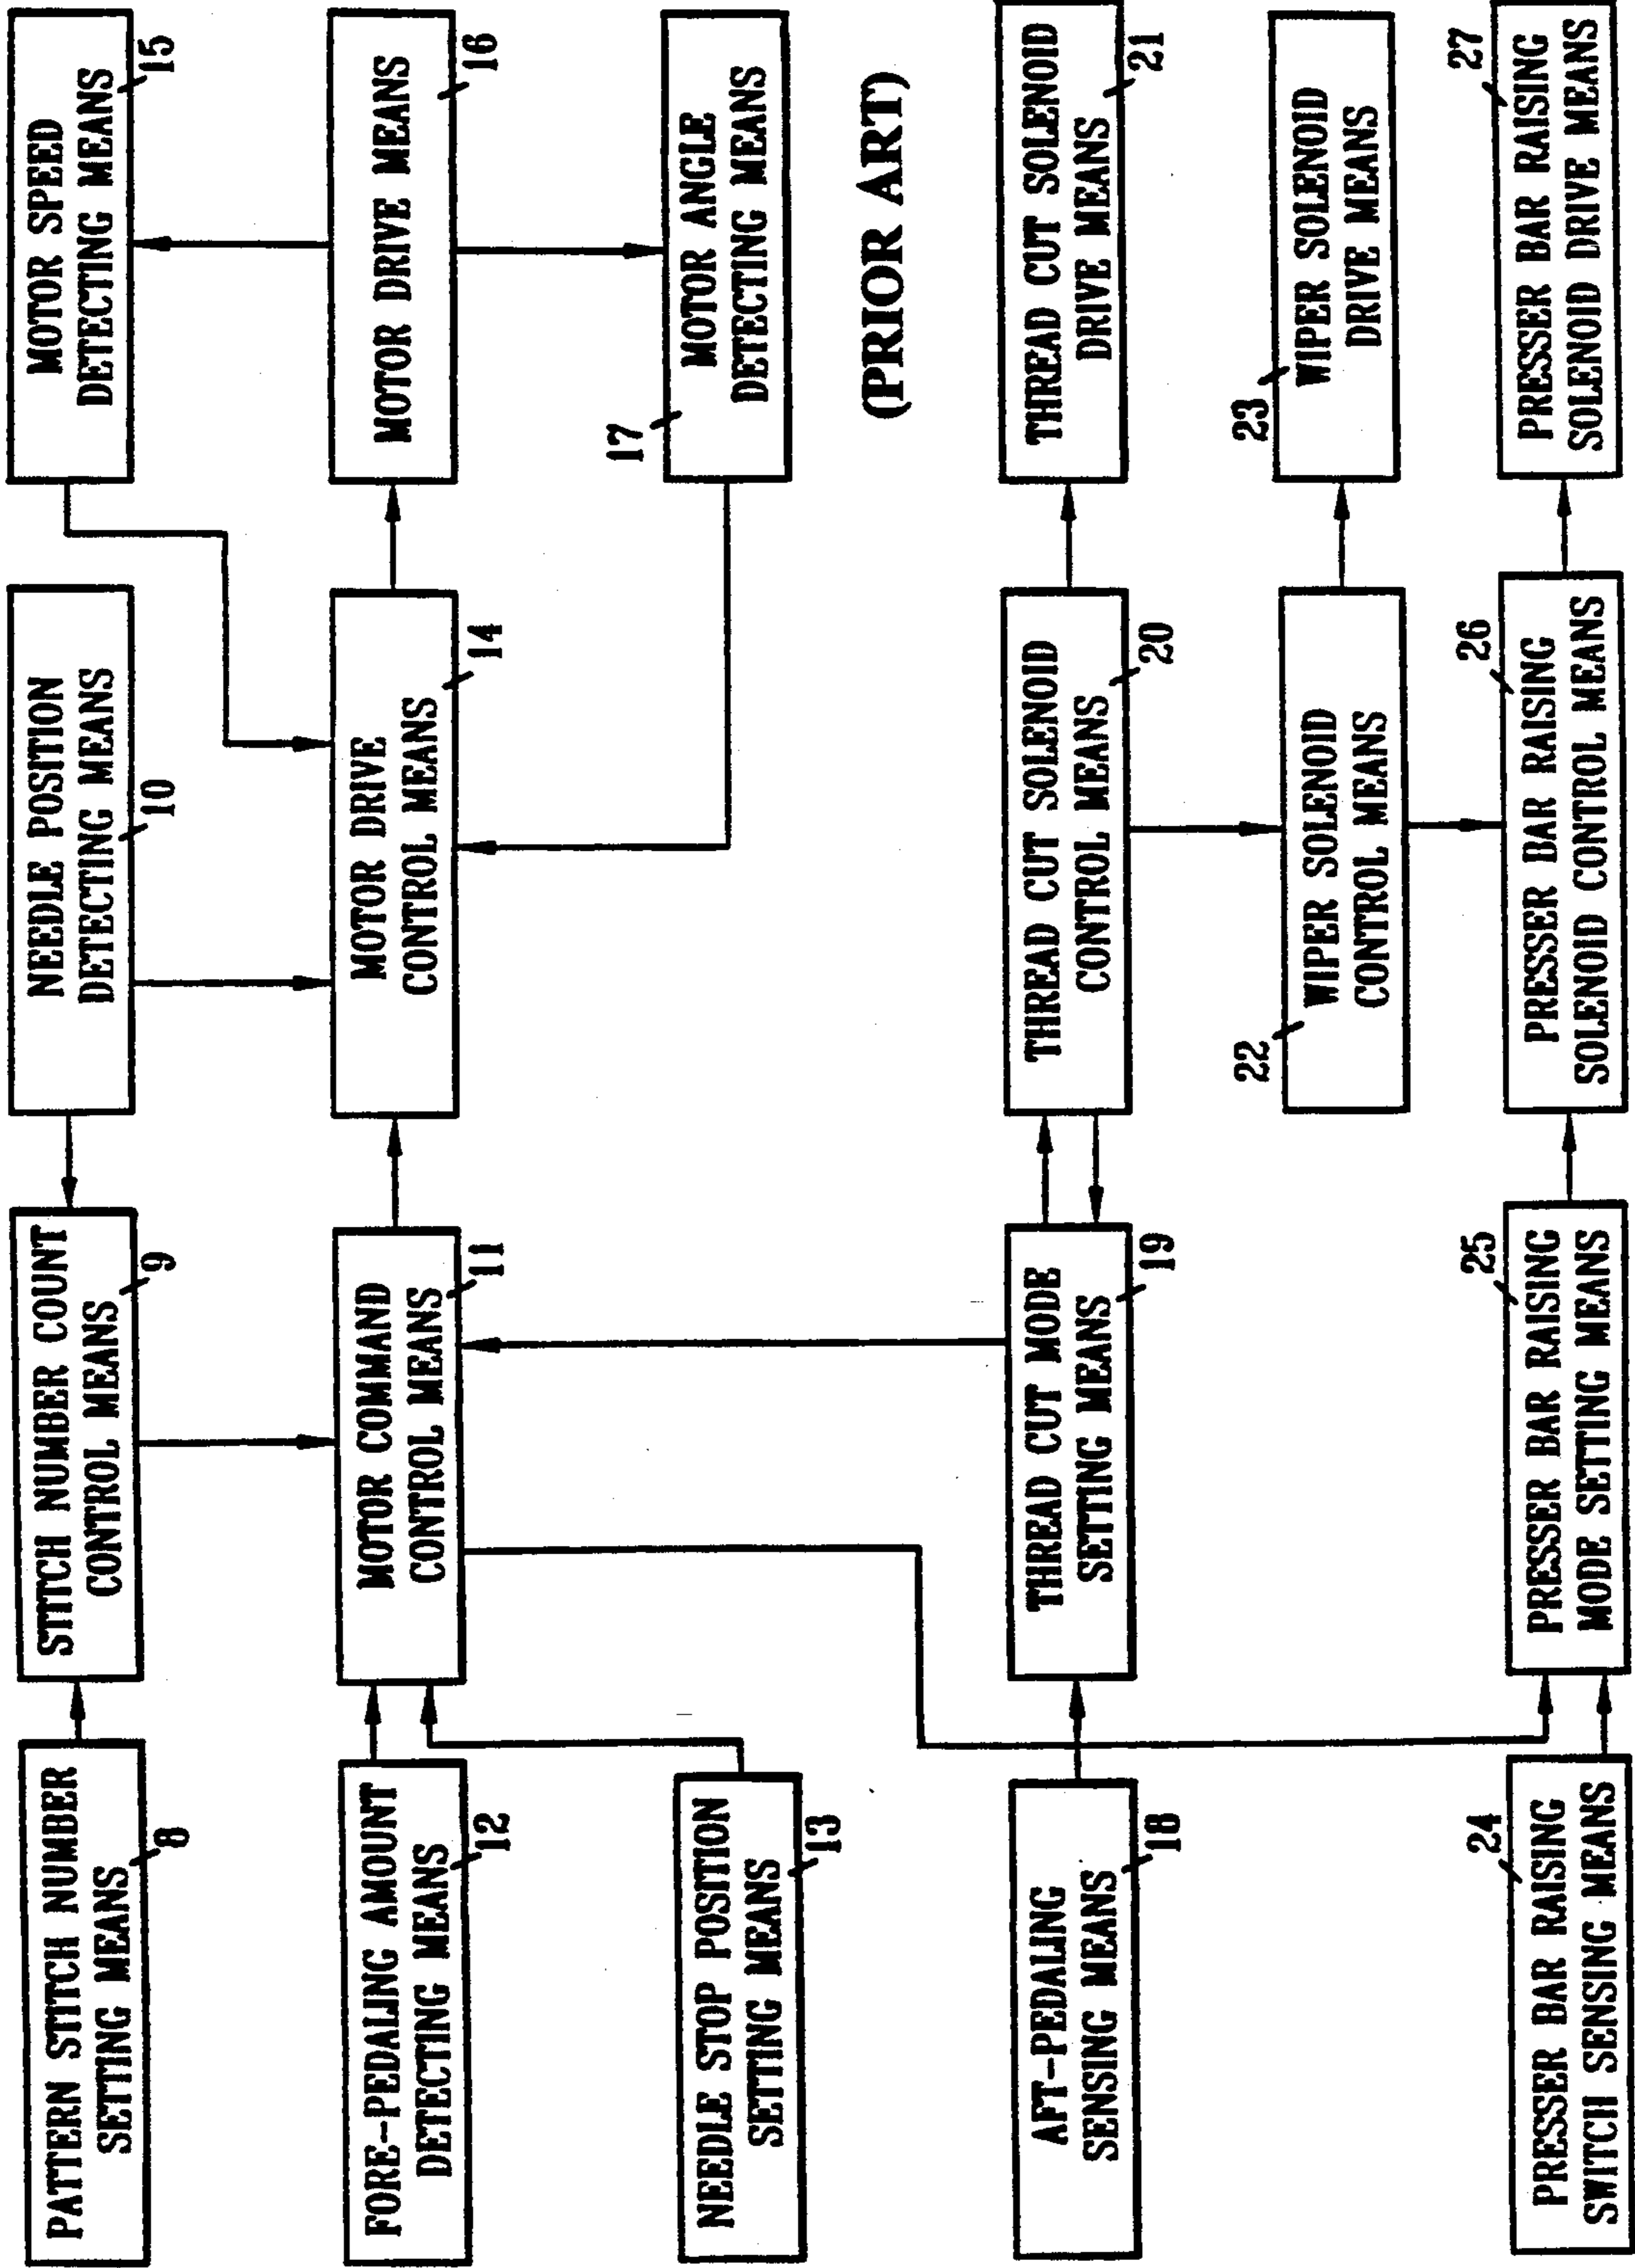 PATTERN STITCH NUMBER
SETTING MEANS
8
STITCH NUMBER COUNT
CONTROL MEANS
9
NEEDLE POSITION
DETECTING MEANS
10
MOTOR SPEED
DETECTING MEANS
15
FORE-PEDALING AMOUNT
DETECTING MEANS
12
MOTOR COMMAND
CONTROL MEANS
11
MOTOR DRIVE
CONTROL MEANS
14
MOTOR DRIVE MEANS
16
NEEDLE STOP POSITION
SETTING MEANS
13
17
MOTOR ANGLE
DETECTING MEANS
(PRIOR ART)
AFT-PEDALING
SENSING MEANS
18
THREAD CUT MODE
SETTING MEANS
19
THREAD CUT SOLENOID
CONTROL MEANS
20
THREAD CUT SOLENOID
DRIVE MEANS
21
22
WIPER SOLENOID
CONTROL MEANS
23
WIPER SOLENOID
DRIVE MEANS
24
PRESSER BAR RAISING
SWITCH SENSING MEANS
25
PRESSER BAR RAISING
MODE SETTING MEANS
26
PRESSER BAR RAISING
SOLENOID CONTROL MEANS
27
PRESSER BAR RAISING
SOLENOID DRIVE MEANS